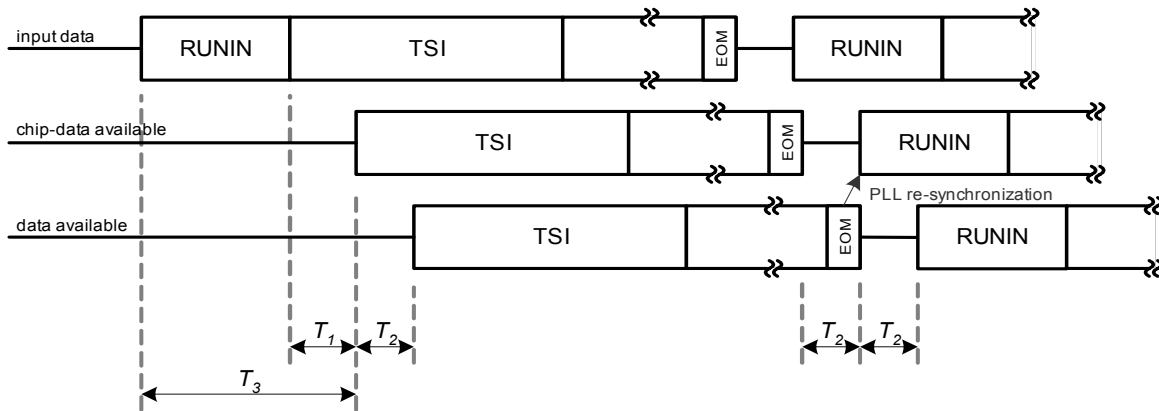 input data
RUNIN
TSI
EOM
RUNIN
chip-data available
TSI
EOM
RUNIN
PLL re-synchronization
data available
TSI
EOM
RUNIN
T1
T2
T2
T2
T3